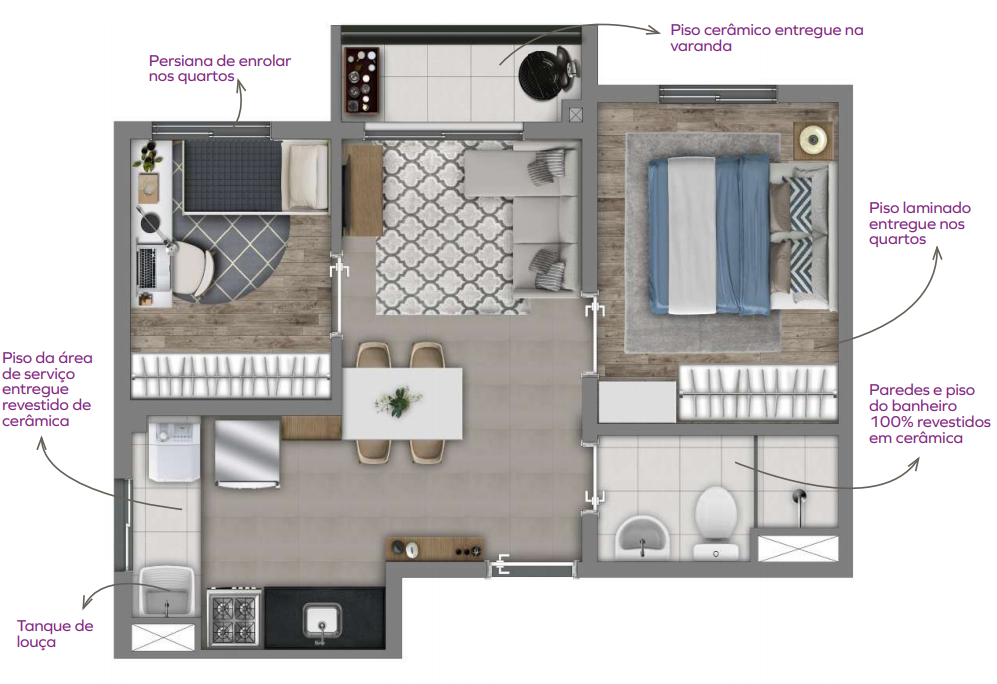 Piso cerâmico entregue na
varanda
Persiana de enrolar
nos quartos
Piso laminado
entregue nos
quartos
Piso da área
de serviço
entregue
revestido de
cerâmica
Paredes e piso
do banheiro
100% revestidos
em cerâmica
Tanque de
louça